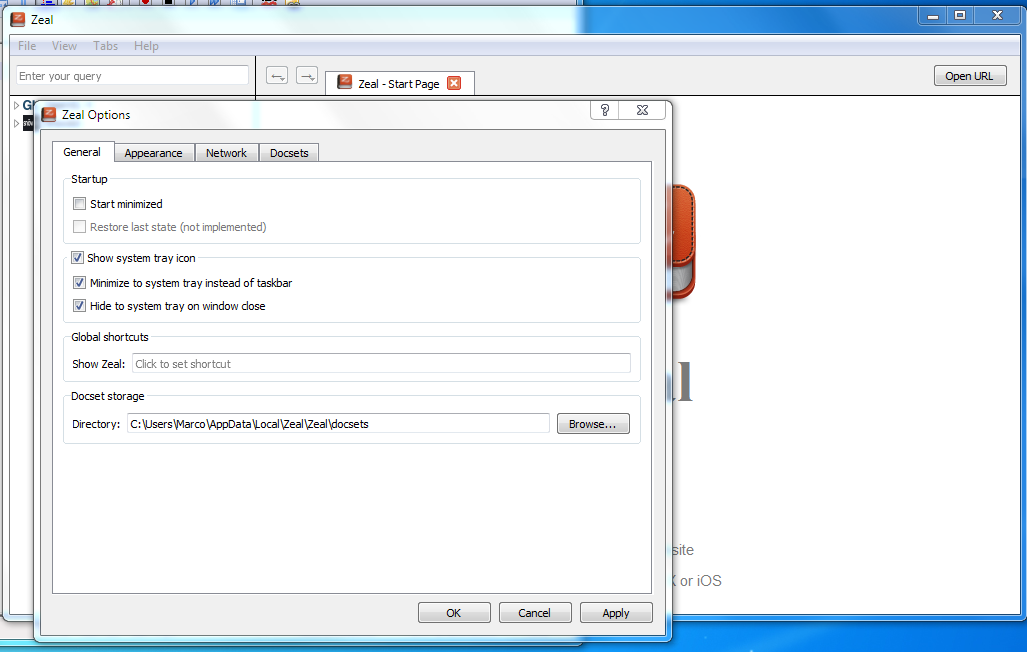 Zeal
File View Tabs Help
Enter your query
Zeal - Start Page
Open URL
Zeal Options
General Appearance Network Docsets
Startup
Start minimized
Restore last state (not implemented)
Show system tray icon
Minimize to system tray instead of taskbar
Hide to system tray on window close
Global shortcuts
Show Zeal: Click to set shortcut
Docset storage
Directory: C:\Users\Marco\AppData\Local\Zeal\Zeal\docsets Browse...
or iOS
OK Cancel Apply